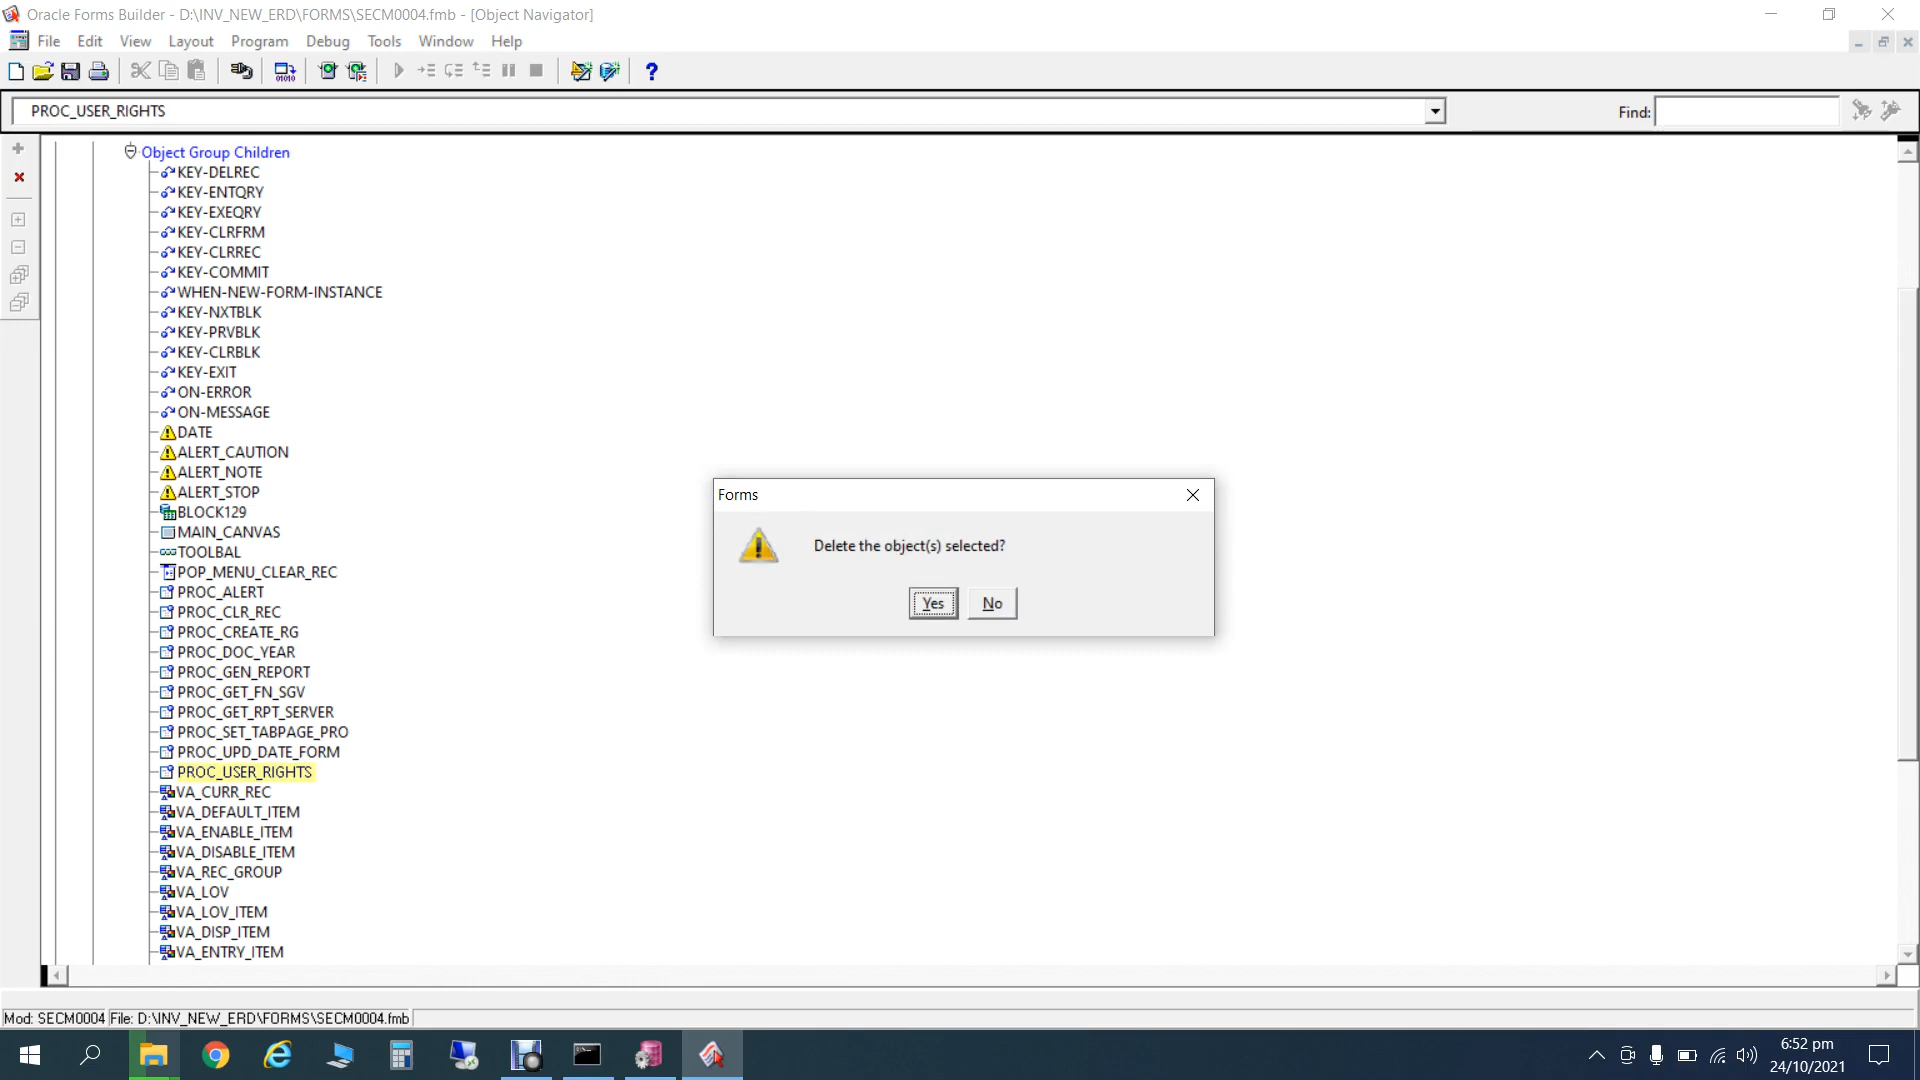 Oracle Forms Builder - D:\INV_NEW_ERD\FORMS\SECM0004.fmb - [Object Navigator]
File Edit View Layout Program Debug Tools Window Help
PROC_USER_RIGHTS
Find:
Object Group Children
KEY-DELREC
KEY-ENTQRY
KEY-EXEQRY
KEY-CLRFRM
KEY-CLRREC
KEY-COMMIT
WHEN-NEW-FORM-INSTANCE
KEY-NXTBLK
KEY-PRVBLK
KEY-CLRBLK
KEY-EXIT
ON-ERROR
ON-MESSAGE
DATE
ALERT_CAUTION
ALERT_NOTE
ALERT_STOP
BLOCK129
MAIN_CANVAS
TOOLBAL
POP_MENU_CLEAR_REC
PROC_ALERT
PROC_CLR_REC
PROC_CREATE_RG
PROC_DOC_YEAR
PROC_GEN_REPORT
PROC_GET_FN_SGV
PROC_GET_RPT_SERVER
PROC_SET_TABPAGE_PRO
PROC_UPD_DATE_FORM
PROC_USER_RIGHTS
VA_CURR_REC
VA_DEFAULT_ITEM
VA_ENABLE_ITEM
VA_DISABLE_ITEM
VA_REC_GROUP
VA_LOV
VA_LOV_ITEM
VA_DISP_ITEM
VA_ENTRY_ITEM
Forms
Delete the object(s) selected?
Yes No
Mod: SECM0004 File: D:\INV_NEW_ERD\FORMS\SECM0004.fmb
6:52 pm
24/10/2021